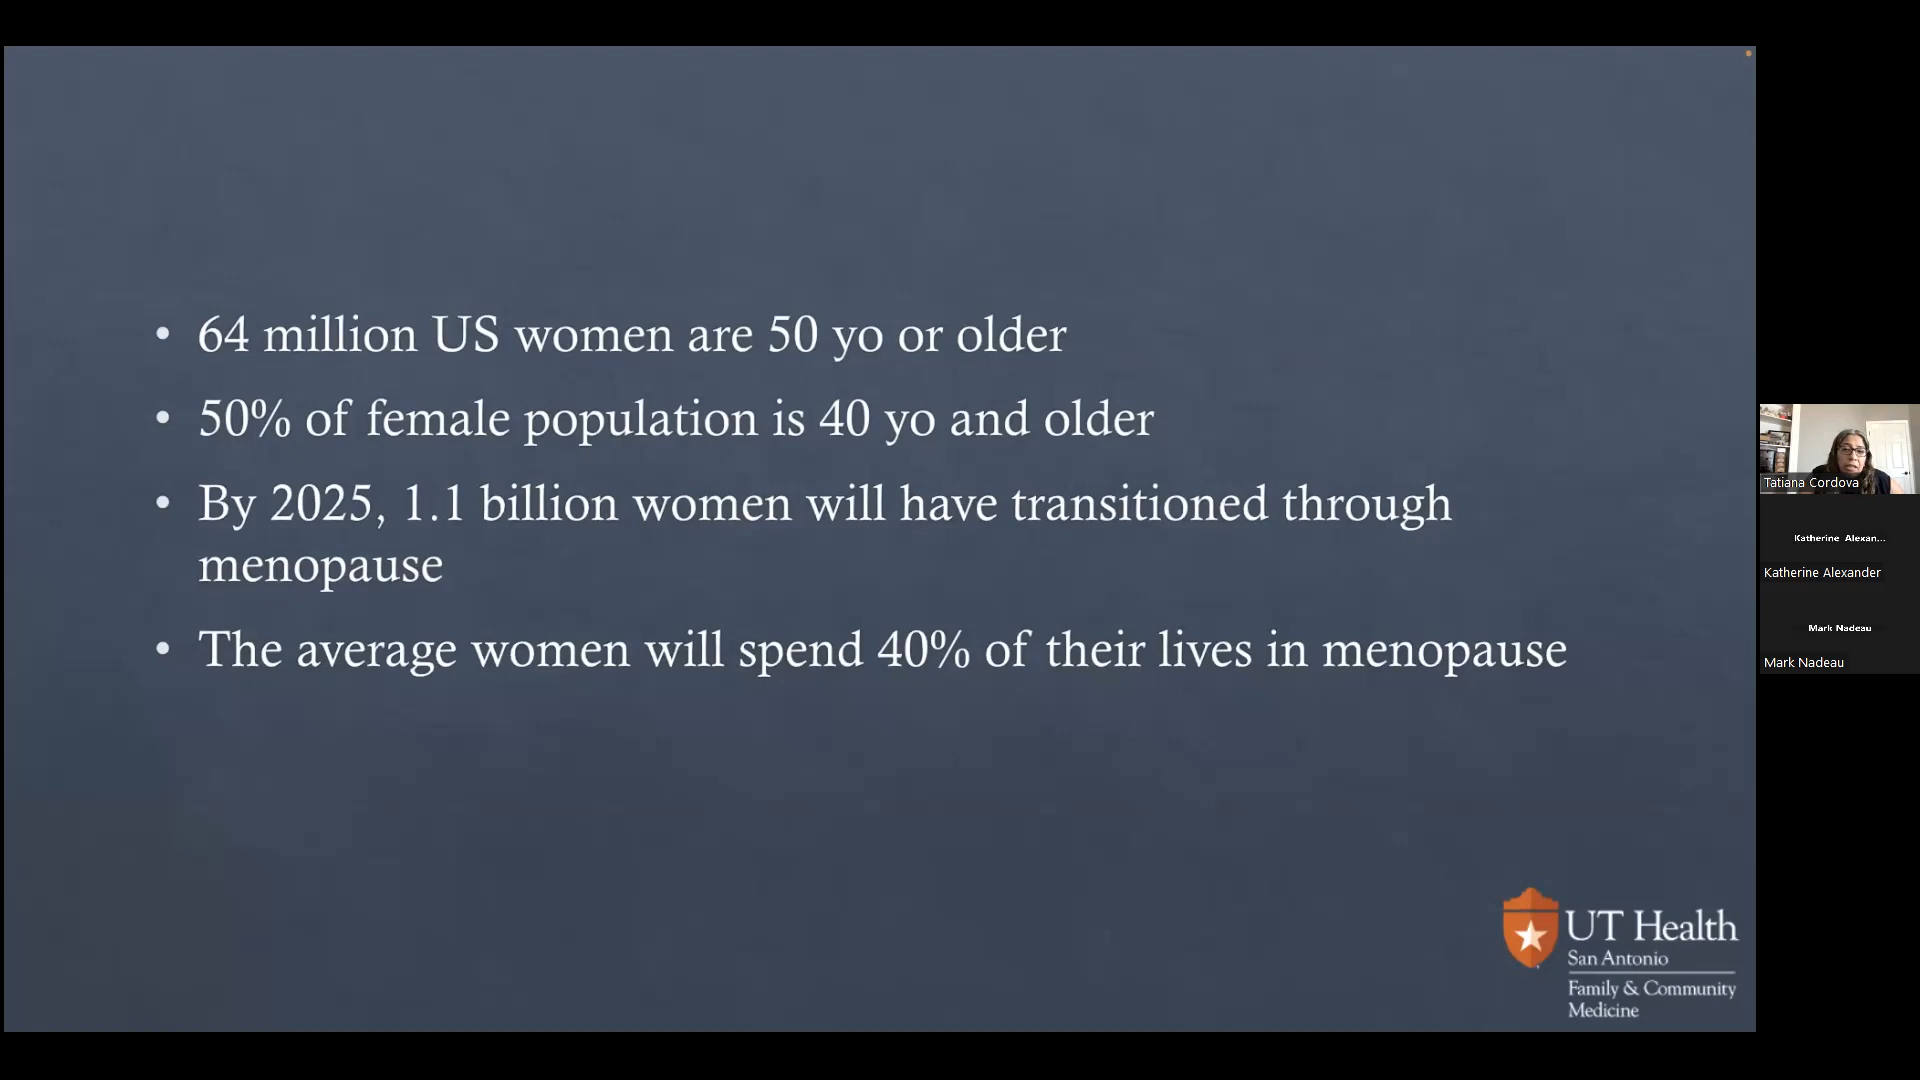 • 64 million US women are 50 yo or older
• 50% of female population is 40 yo and older
• By 2025, 1.1 billion women will have transitioned through
menopause
• The average women will spend 40% of their lives in menopause
UT Health
San Antonio
Family & Community
Medicine
Tatiana Cordova
Katherine Alexan...
Katherine Alexander
Mark Nadeau
Mark Nadeau